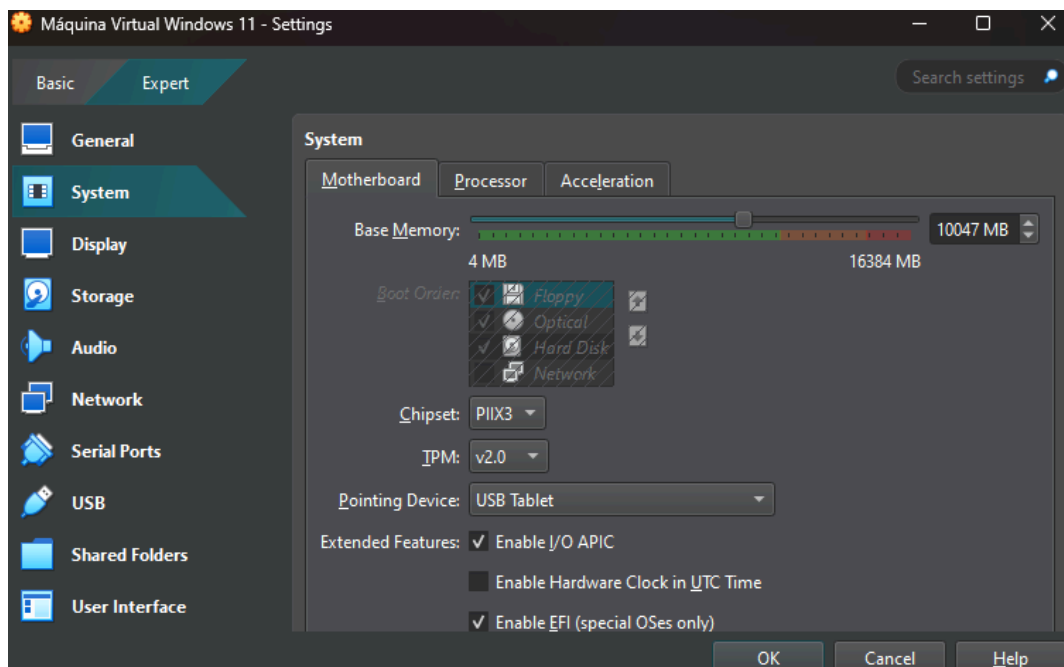 Máquina Virtual Windows 11 - Settings
Basic
Expert
Search settings
General
System
Display
Storage
Audio
Network
Serial Ports
USB
Shared Folders
User Interface
System
Motherboard
Processor
Acceleration
Base Memory:
10047 MB
4 MB
16384 MB
Boot Order:
Floppy
Optical
Hard Disk
Network
Chipset:
PIIX3
TPM:
v2.0
Pointing Device:
USB Tablet
Extended Features:
Enable I/O APIC
Enable Hardware Clock in UTC Time
Enable EFI (special OSes only)
OK
Cancel
Help